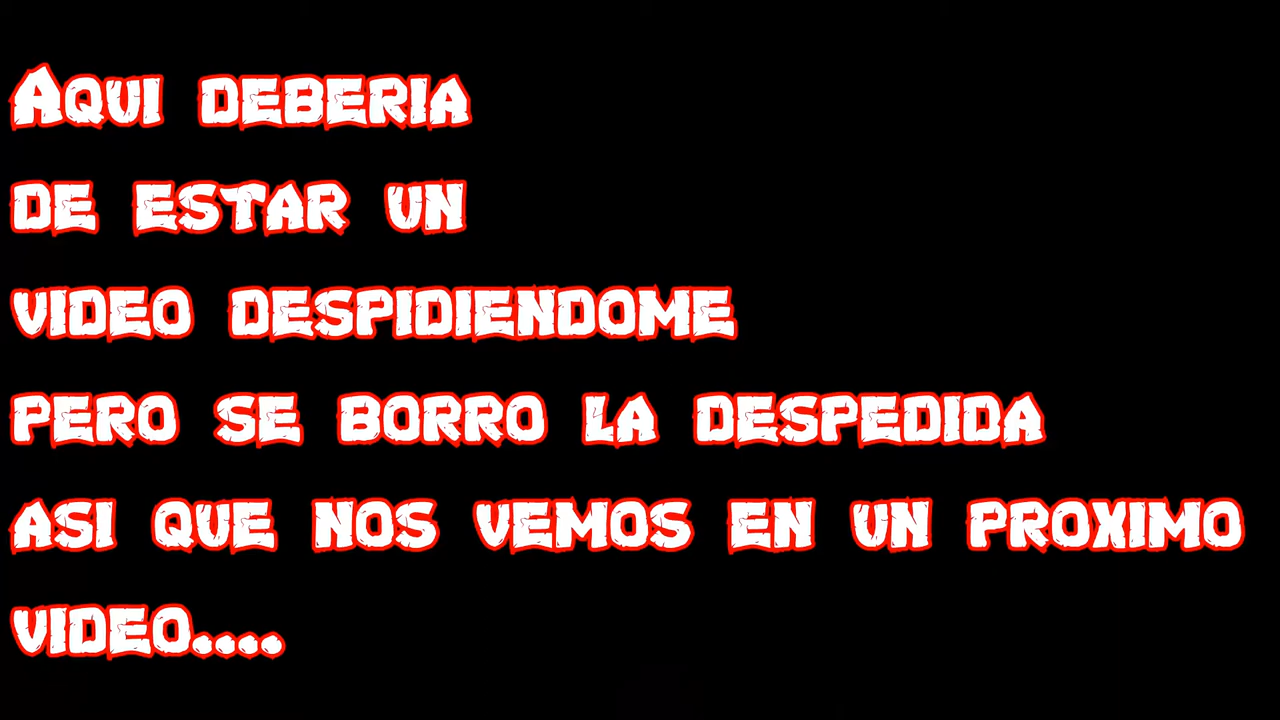 Aqui deberia
de estar un
video despidiendome
pero se borro la despedida
asi que nos vemos en un proximo
video....